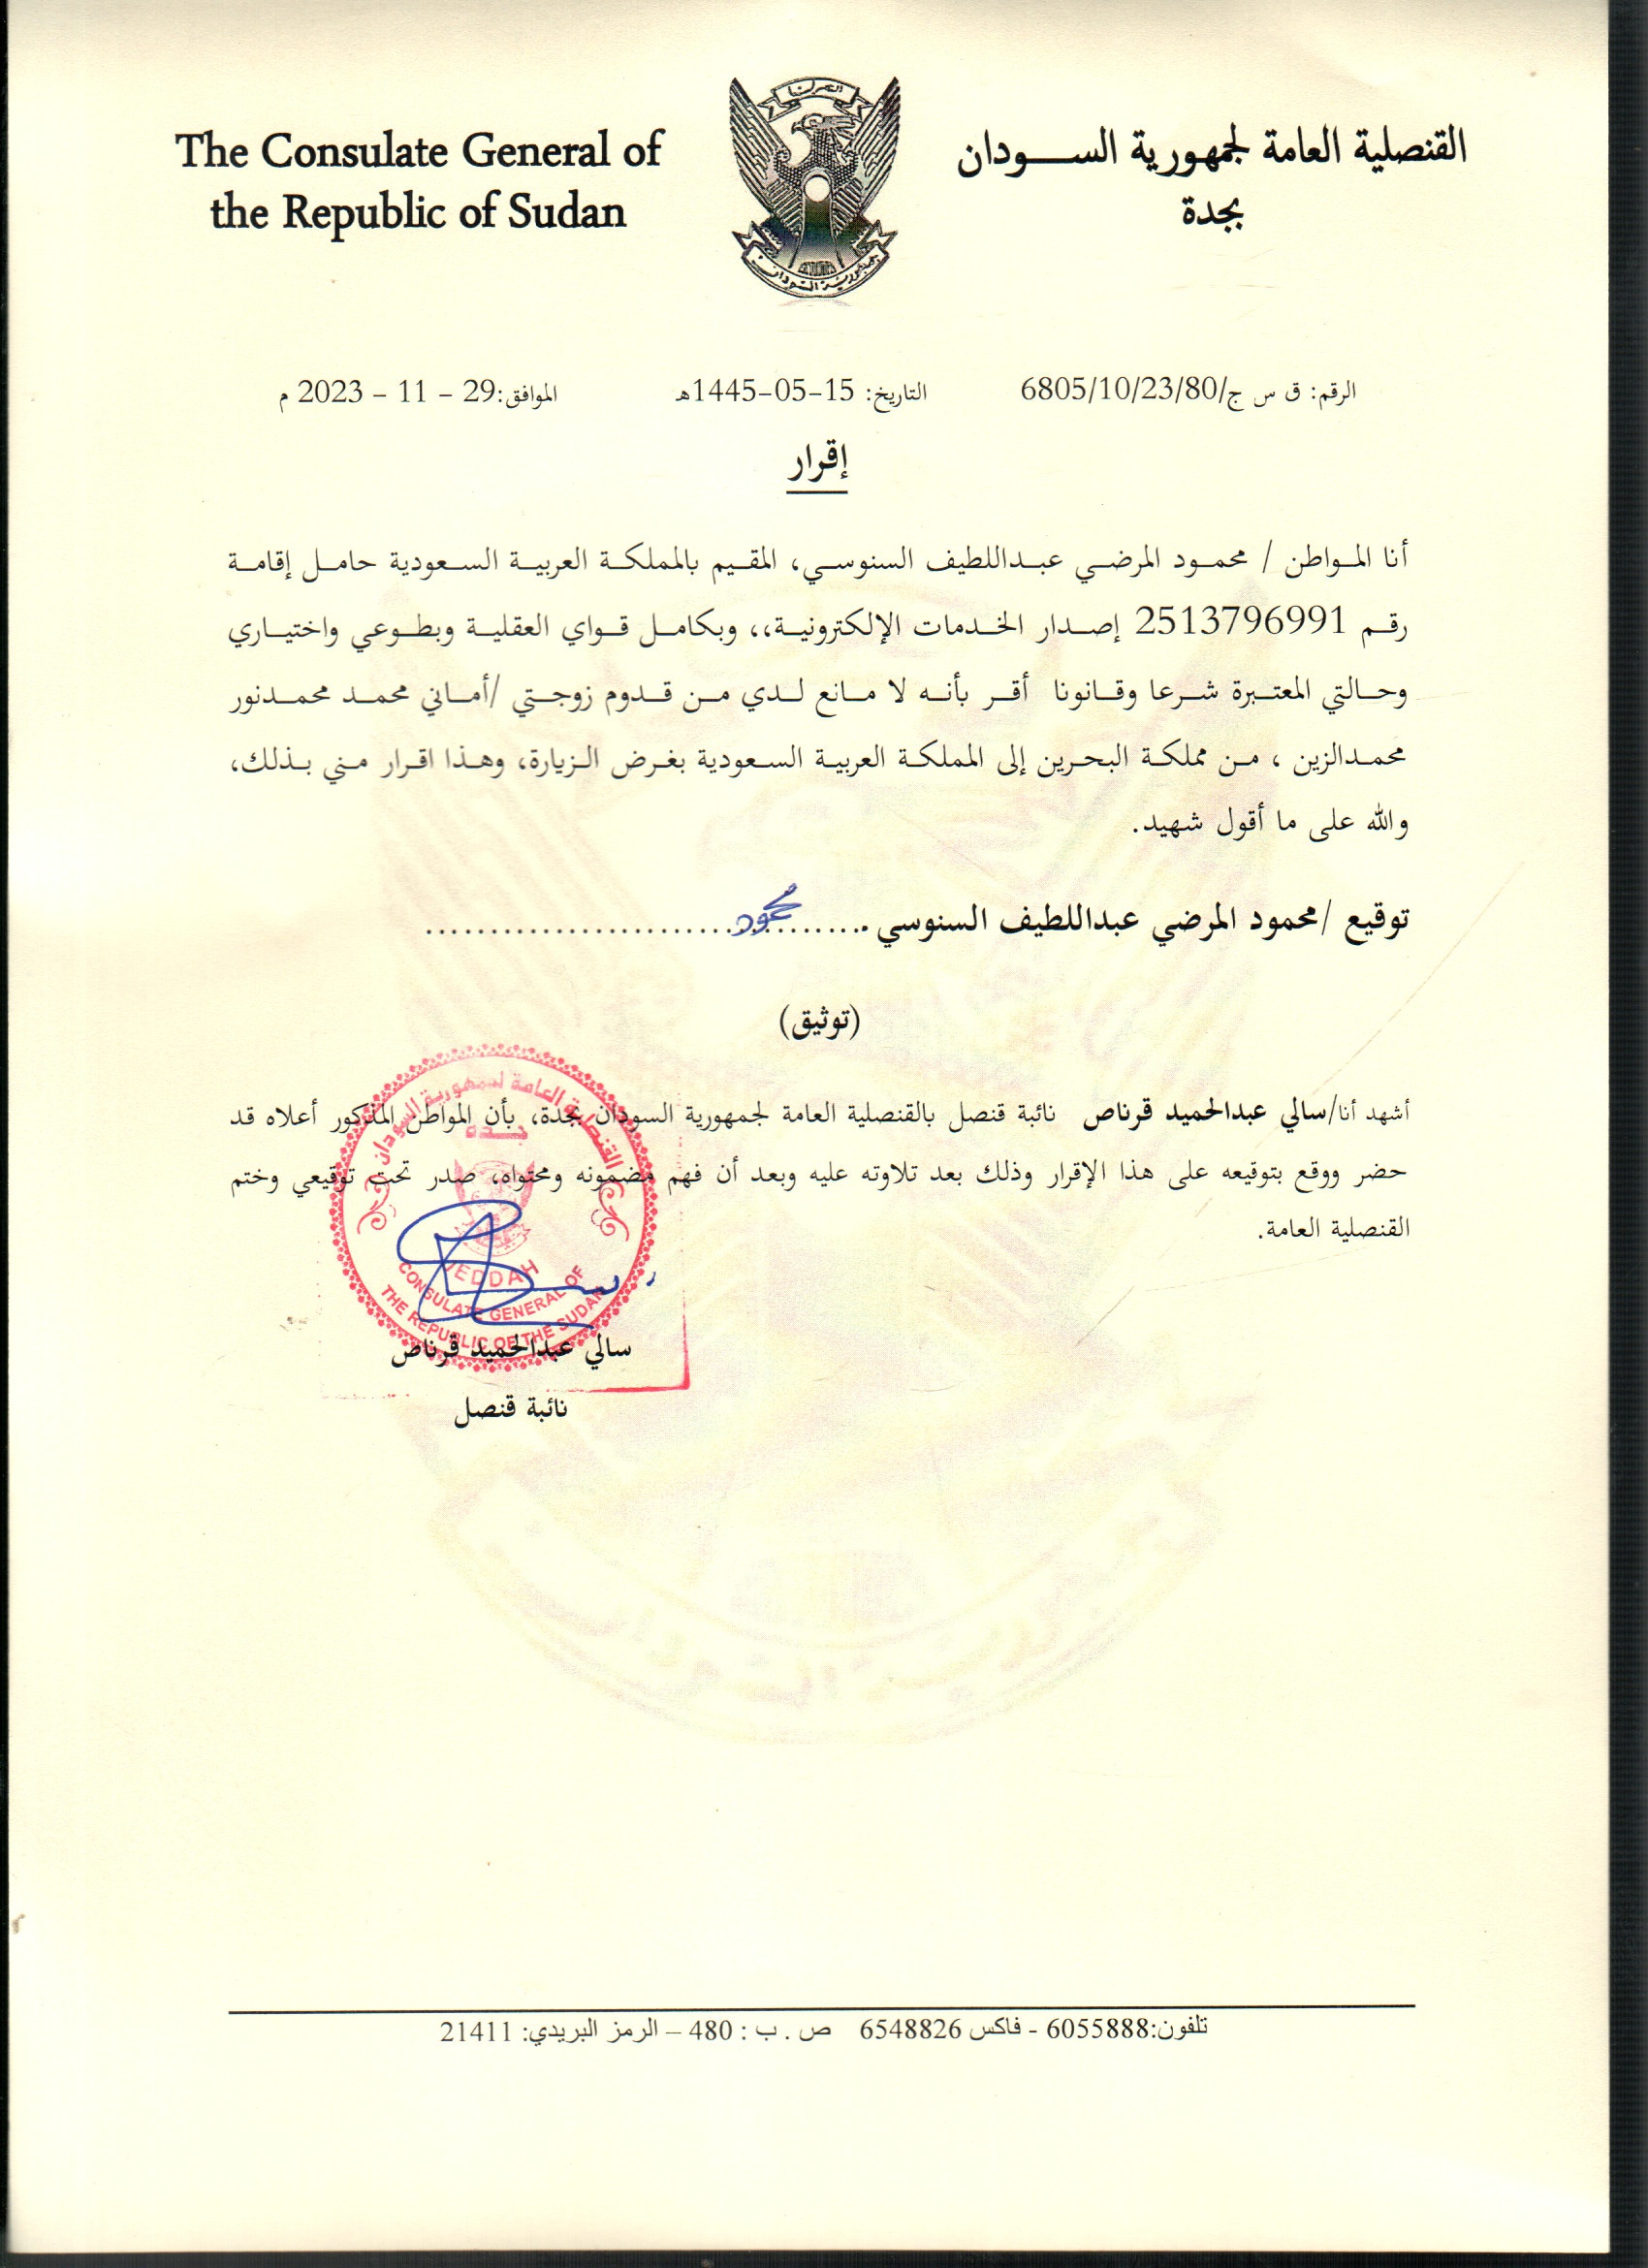 The Consulate General of
the Republic of Sudan
القنصلية العامة لجمهورية الســـودان
بجدة
النصر لنا
جمهورية السودان
الرقم: ق س ج/6805/10/23/80
التاريخ: 15-05-1445هـ
الموافق:29 - 11 - 2023 م
إقرار
أنا المواطن / محمود المرضي عبداللطيف السنوسي، المقيم بالمملكة العربية السعودية حامل إقامة
رقم 2513796991 إصدار الخدمات الإلكترونية،، وبكامل قواي العقلية وبطوعي واختياري
وحالتي المعتبرة شرعا وقانونا أقر بأنه لا مانع لدي من قدوم زوجتي /أماني محمد محمدنور
محمدالزين ، من مملكة البحرين إلى المملكة العربية السعودية بغرض الزيارة، وهذا اقرار مني بذلك،
والله على ما أقول شهيد.
توقيع /محمود المرضي عبداللطيف السنوسي .................................. محمود
(توثيق)
أشهد أنا/سالي عبدالحميد قرناص نائبة قنصل بالقنصلية العامة لجمهورية السودان بجدة، بأن المواطن المذكور أعلاه قد
حضر ووقع بتوقيعه على هذا الإقرار وذلك بعد تلاوته عليه وبعد أن فهم مضمونه ومحتواه، صدر تحت توقيعي وختم
القنصلية العامة.
القنصلية العامة لجمهورية السودان
بجدة
JEDDAH
CONSULATE GENERAL OF
THE REPUBLIC OF THE SUDAN
سالي عبدالحميد قرناص
نائبة قنصل
تلفون:6055888 - فاكس 6548826 ص . ب : 480 – الرمز البريدي: 21411